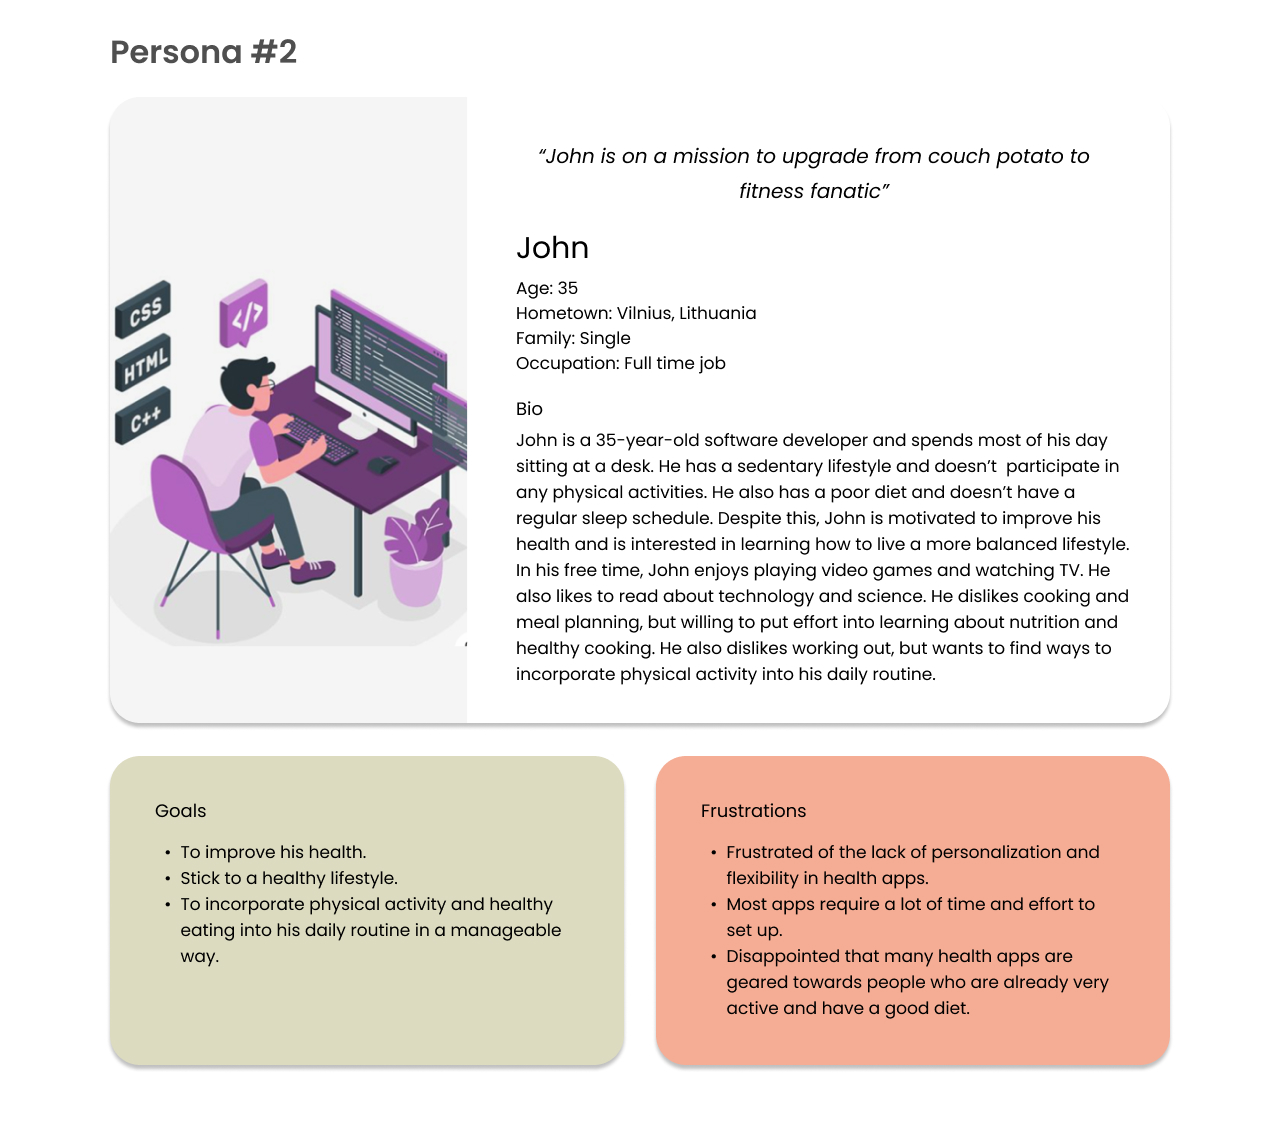 Persona #2
“John is on a mission to upgrade from couch potato to
fitness fanatic”
John
Age: 35
Hometown: Vilnius, Lithuania
Family: Single
Occupation: Full time job
Bio
John is a 35-year-old software developer and spends most of his day
sitting at a desk. He has a sedentary lifestyle and doesn’t  participate in
any physical activities. He also has a poor diet and doesn’t have a
regular sleep schedule. Despite this, John is motivated to improve his
health and is interested in learning how to live a more balanced lifestyle.
In his free time, John enjoys playing video games and watching TV. He
also likes to read about technology and science. He dislikes cooking and
meal planning, but willing to put effort into learning about nutrition and
healthy cooking. He also dislikes working out, but wants to find ways to
incorporate physical activity into his daily routine.
CSS
</>
HTML
C++
Goals
• To improve his health.
• Stick to a healthy lifestyle.
• To incorporate physical activity and healthy
eating into his daily routine in a manageable
way.
Frustrations
• Frustrated of the lack of personalization and
flexibility in health apps.
• Most apps require a lot of time and effort to
set up.
• Disappointed that many health apps are
geared towards people who are already very
active and have a good diet.